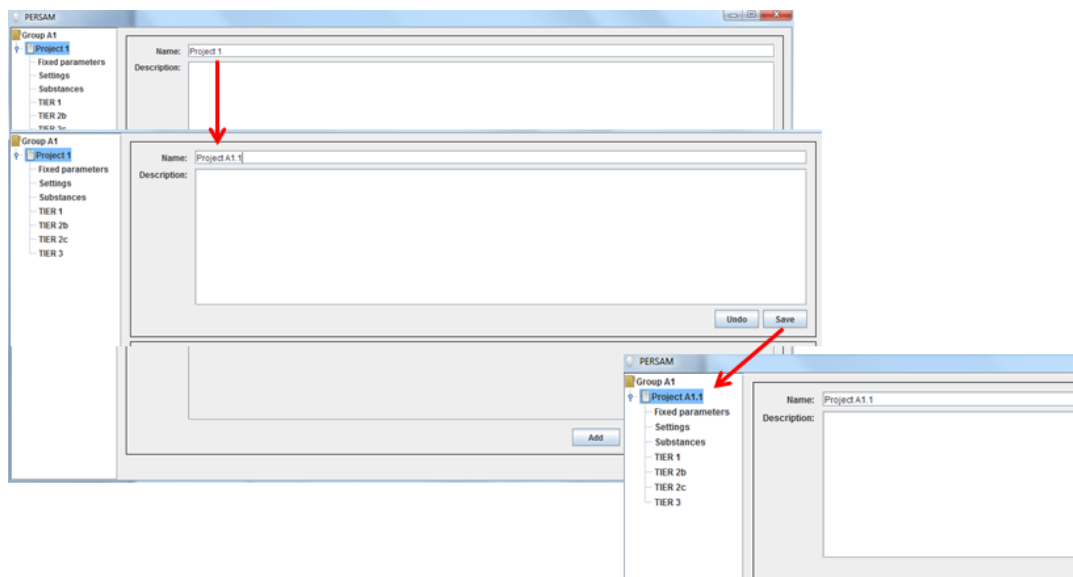 PERSAM
Group A1
Project 1
Name: Project 1
Fixed parameters
Description:
Settings
Substances
TIER 1
TIER 2b
TIER 2c
Group A1
Project 1
Name: Project A1.1
Fixed parameters
Description:
Settings
Substances
TIER 1
TIER 2b
TIER 2c
TIER 3
Undo Save
Add
PERSAM
Group A1
Project A1.1
Name: Project A1.1
Fixed parameters
Description:
Settings
Substances
TIER 1
TIER 2b
TIER 2c
TIER 3